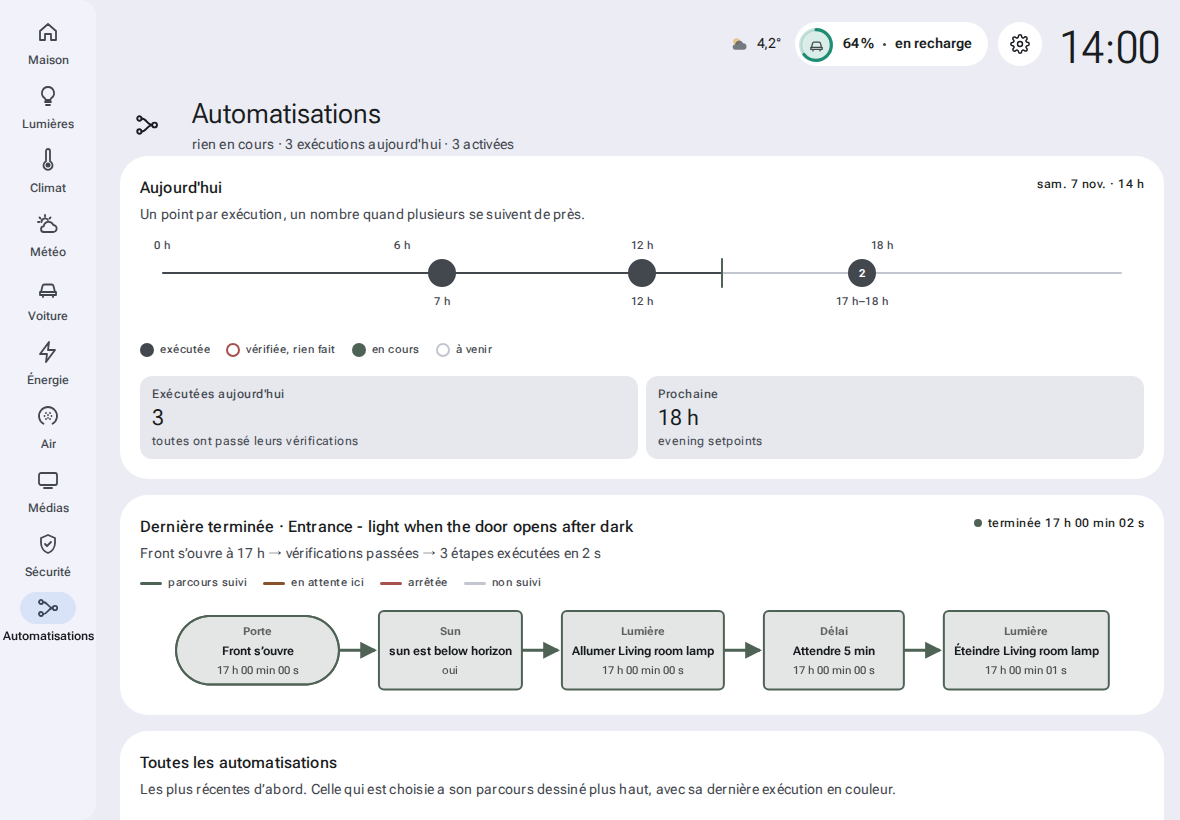 Maison
Lumières
Climat
Météo
Voiture
Énergie
Air
Médias
Sécurité
Automatisations
4,2°
64 % · en recharge
14:00
Automatisations
rien en cours · 3 exécutions aujourd'hui · 3 activées
Aujourd'hui
sam. 7 nov. · 14 h
Un point par exécution, un nombre quand plusieurs se suivent de près.
0 h
6 h
12 h
18 h
2
7 h
12 h
17 h–18 h
exécutée
vérifiée, rien fait
en cours
à venir
Exécutées aujourd'hui
3
toutes ont passé leurs vérifications
Prochaine
18 h
evening setpoints
Dernière terminée · Entrance - light when the door opens after dark
terminée 17 h 00 min 02 s
Front s’ouvre à 17 h → vérifications passées → 3 étapes exécutées en 2 s
parcours suivi
en attente ici
arrêtée
non suivi
Porte
Front s’ouvre
17 h 00 min 00 s
Sun
sun est below horizon
oui
Lumière
Allumer Living room lamp
17 h 00 min 00 s
Délai
Attendre 5 min
17 h 00 min 00 s
Lumière
Éteindre Living room lamp
17 h 00 min 01 s
Toutes les automatisations
Les plus récentes d’abord. Celle qui est choisie a son parcours dessiné plus haut, avec sa dernière exécution en couleur.